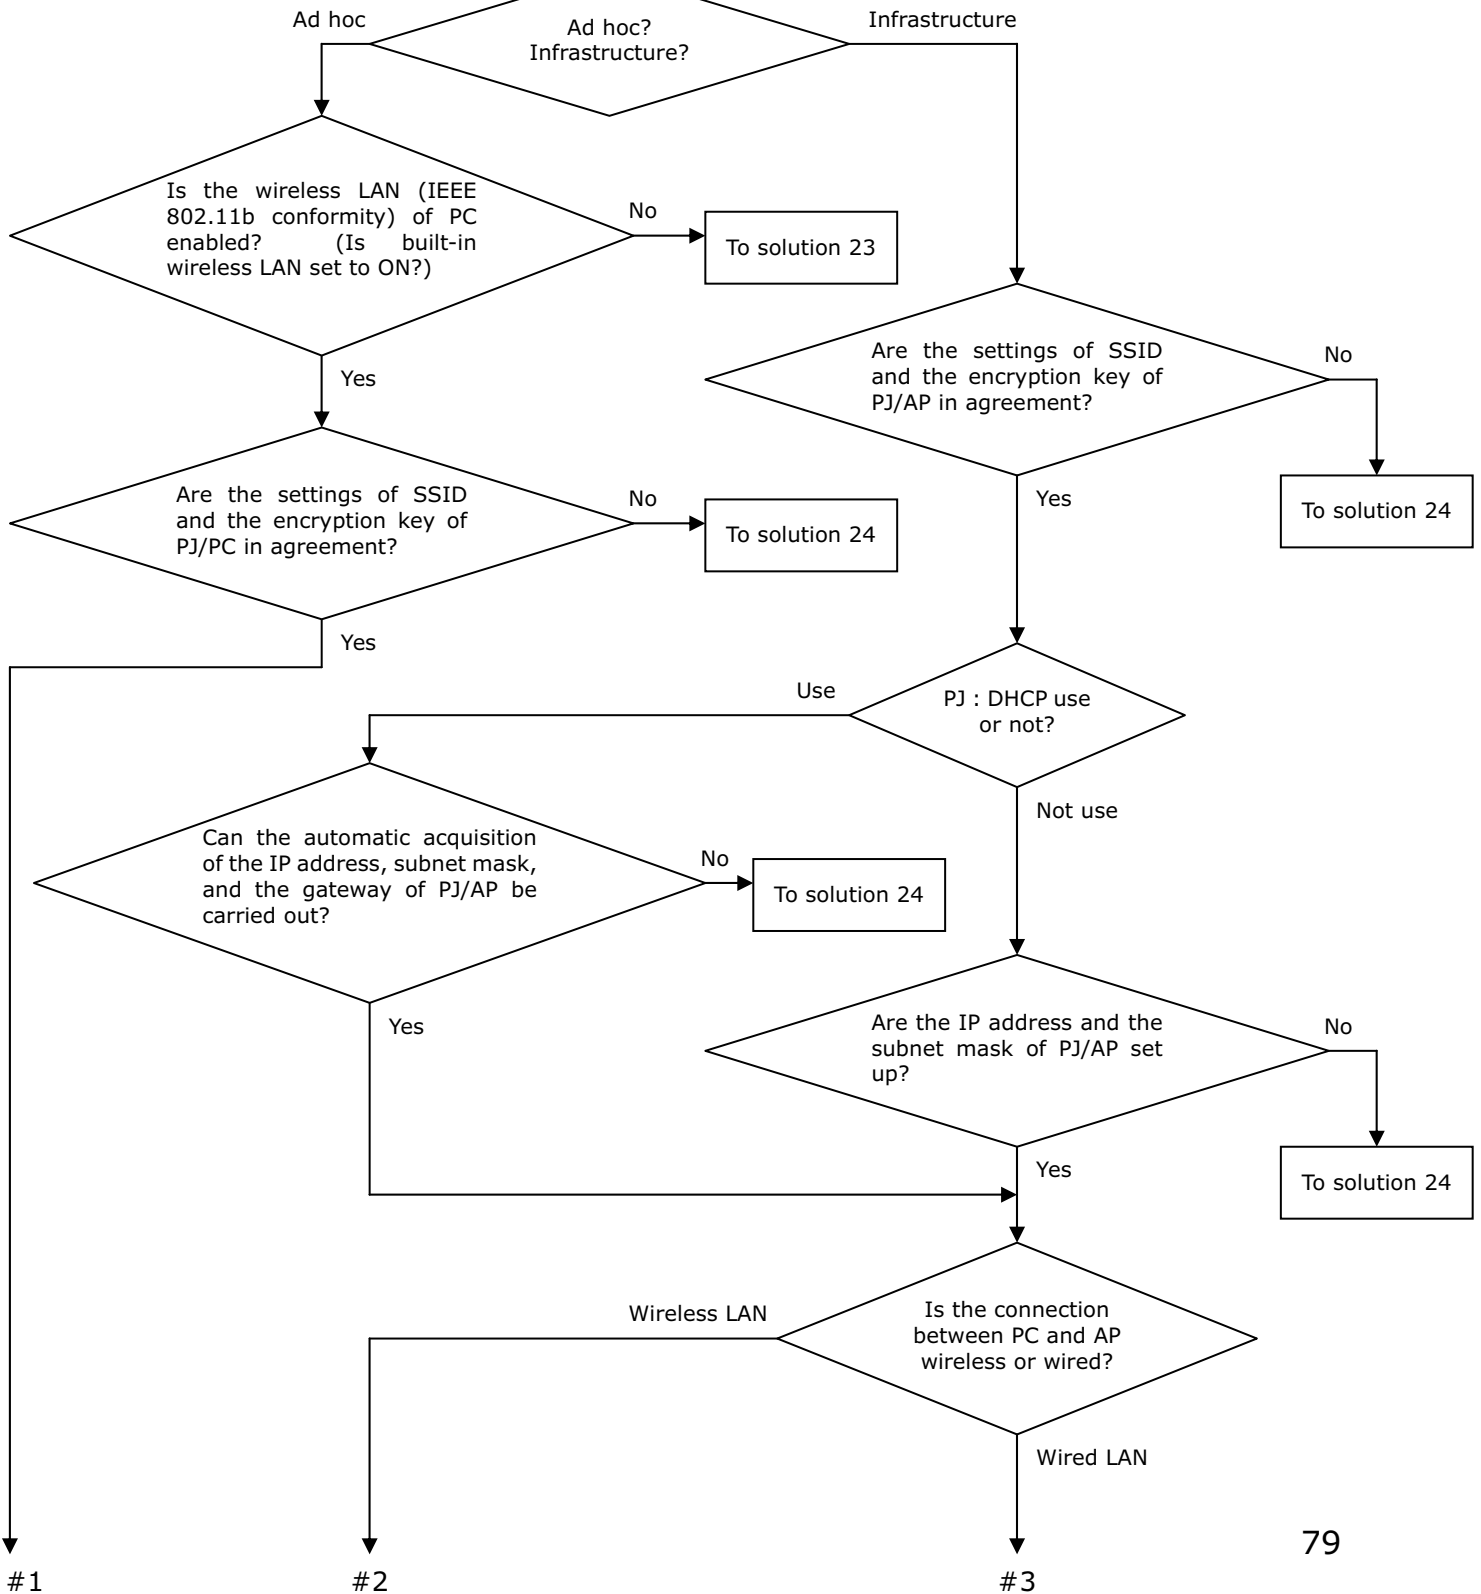 Ad hoc
Infrastructure
Ad hoc?
Infrastructure?
Is the wireless LAN (IEEE
802.11b conformity) of PC
enabled? (Is built-in
wireless LAN set to ON?)
No
To solution 23
Yes
Are the settings of SSID
and the encryption key of
PJ/AP in agreement?
No
To solution 24
Yes
Are the settings of SSID
and the encryption key of
PJ/PC in agreement?
No
To solution 24
Yes
PJ : DHCP use
or not?
Use
Not use
Can the automatic acquisition
of the IP address, subnet mask,
and the gateway of PJ/AP be
carried out?
No
To solution 24
Yes
Are the IP address and the
subnet mask of PJ/AP set
up?
No
To solution 24
Yes
Is the connection
between PC and AP
wireless or wired?
Wireless LAN
Wired LAN
79
#1
#2
#3